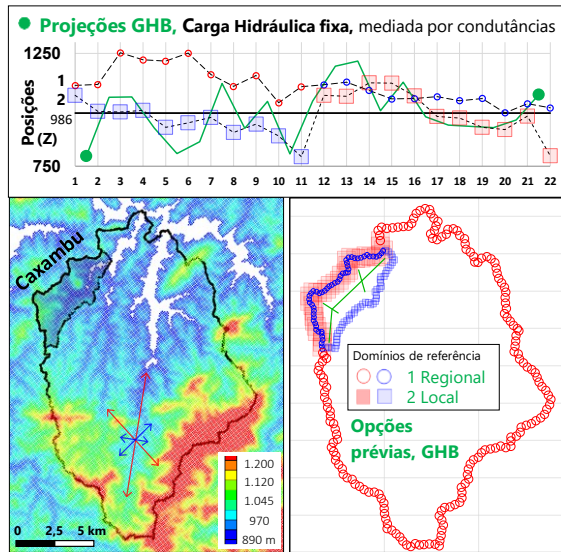 Projeções GHB, Carga Hidráulica fixa, mediada por condutâncias
Posições
(Z)
1250
1
2
986
750
1 2 3 4 5 6 7 8 9 10 11 12 13 14 15 16 17 18 19 20 21 22
Caxambu
1.200
1.120
1.045
970
890 m
0 2,5 5 km
Domínios de referência
1 Regional
2 Local
Opções
prévias, GHB